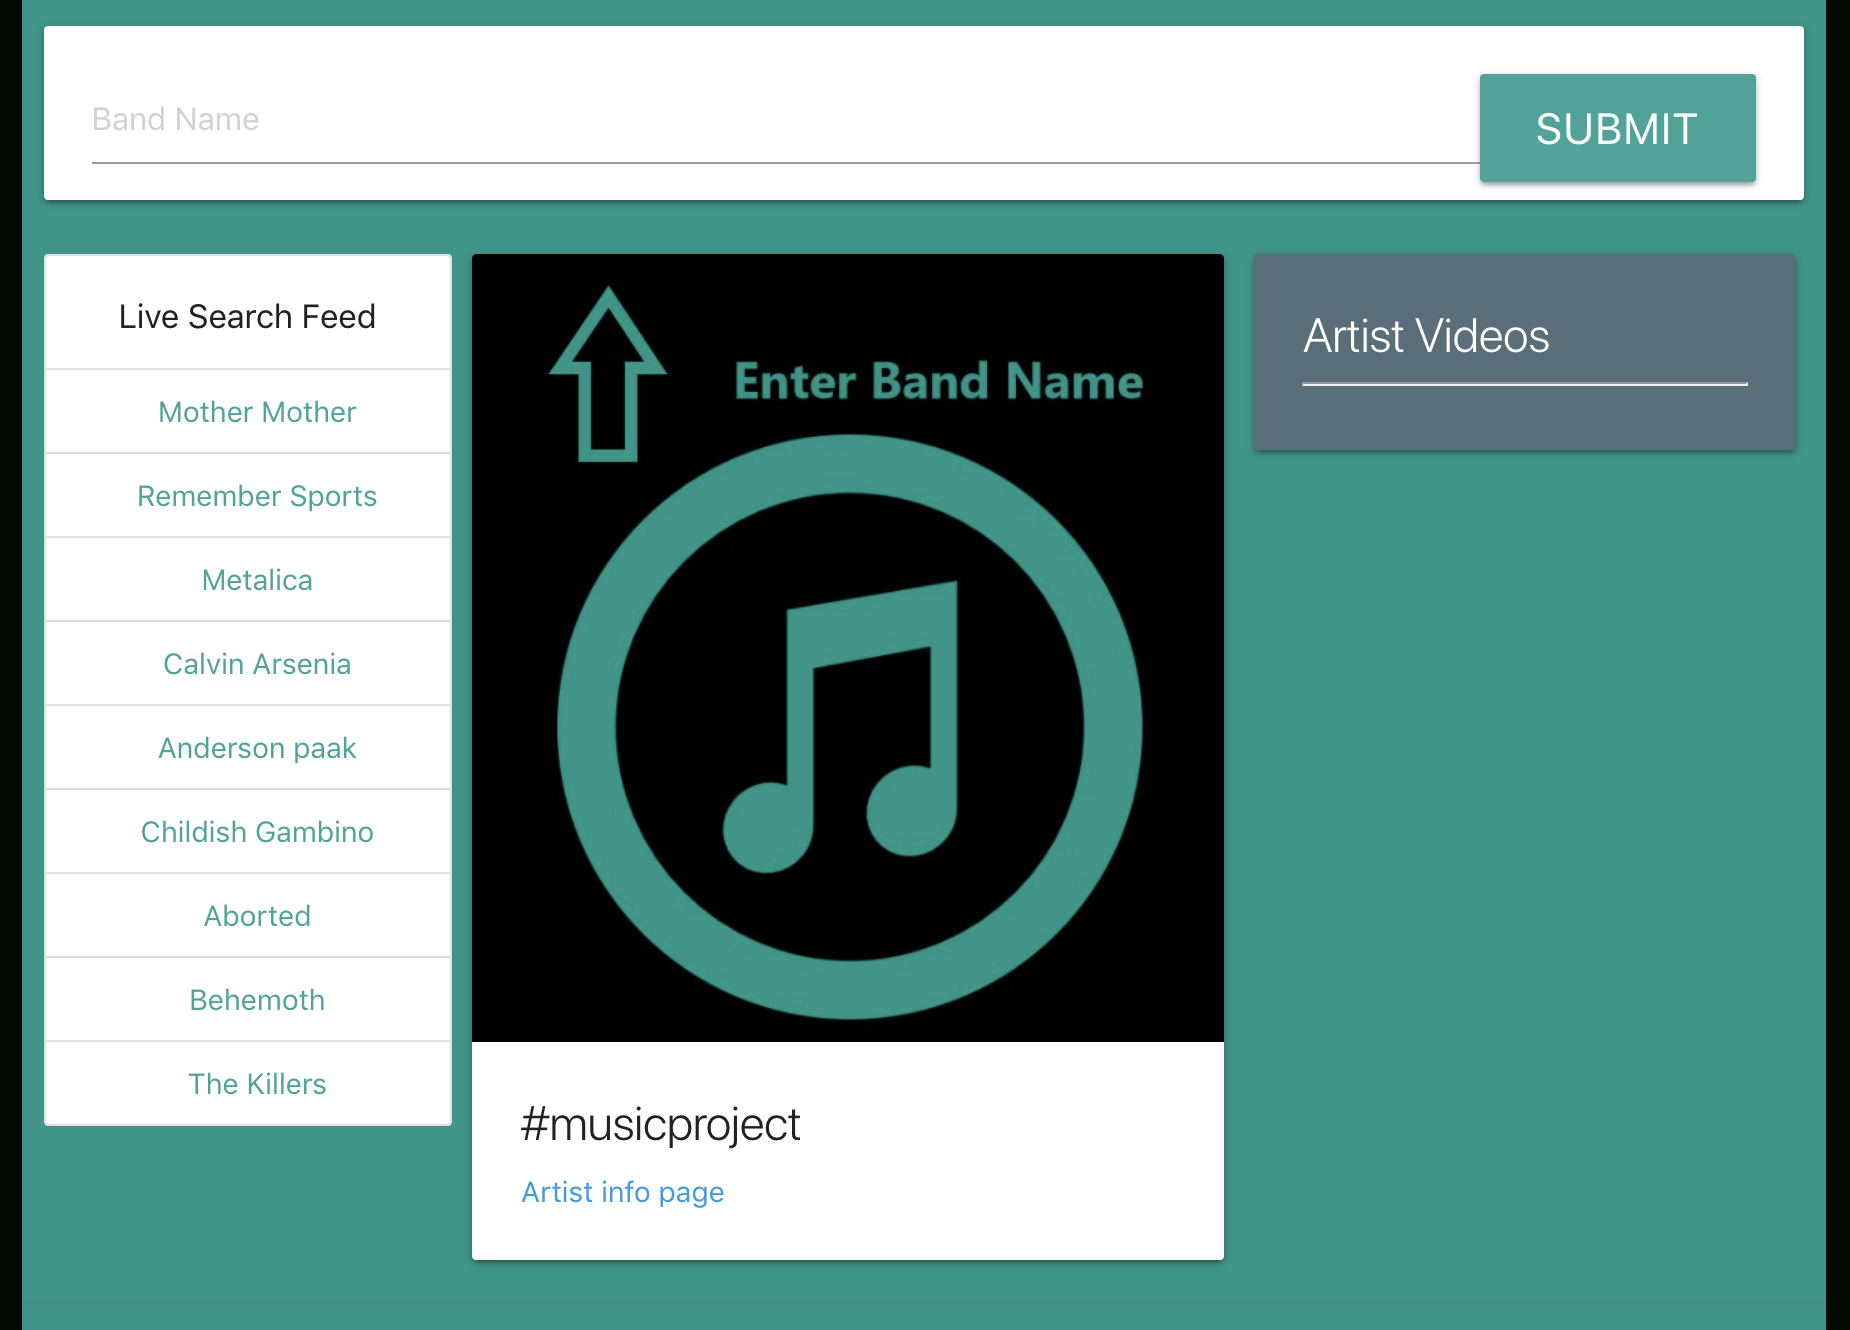 Band Name
SUBMIT
Live Search Feed
Mother Mother
Remember Sports
Metalica
Calvin Arsenia
Anderson paak
Childish Gambino
Aborted
Behemoth
The Killers
Enter Band Name
#musicproject
Artist info page
Artist Videos